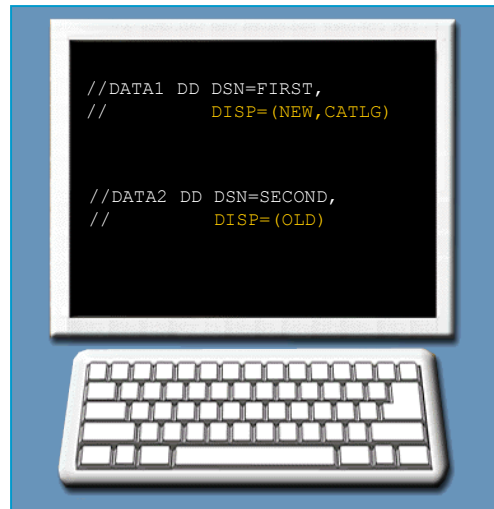 //DATA1 DD DSN=FIRST,
//         DISP=(NEW,CATLG)
//DATA2 DD DSN=SECOND,
//         DISP=(OLD)